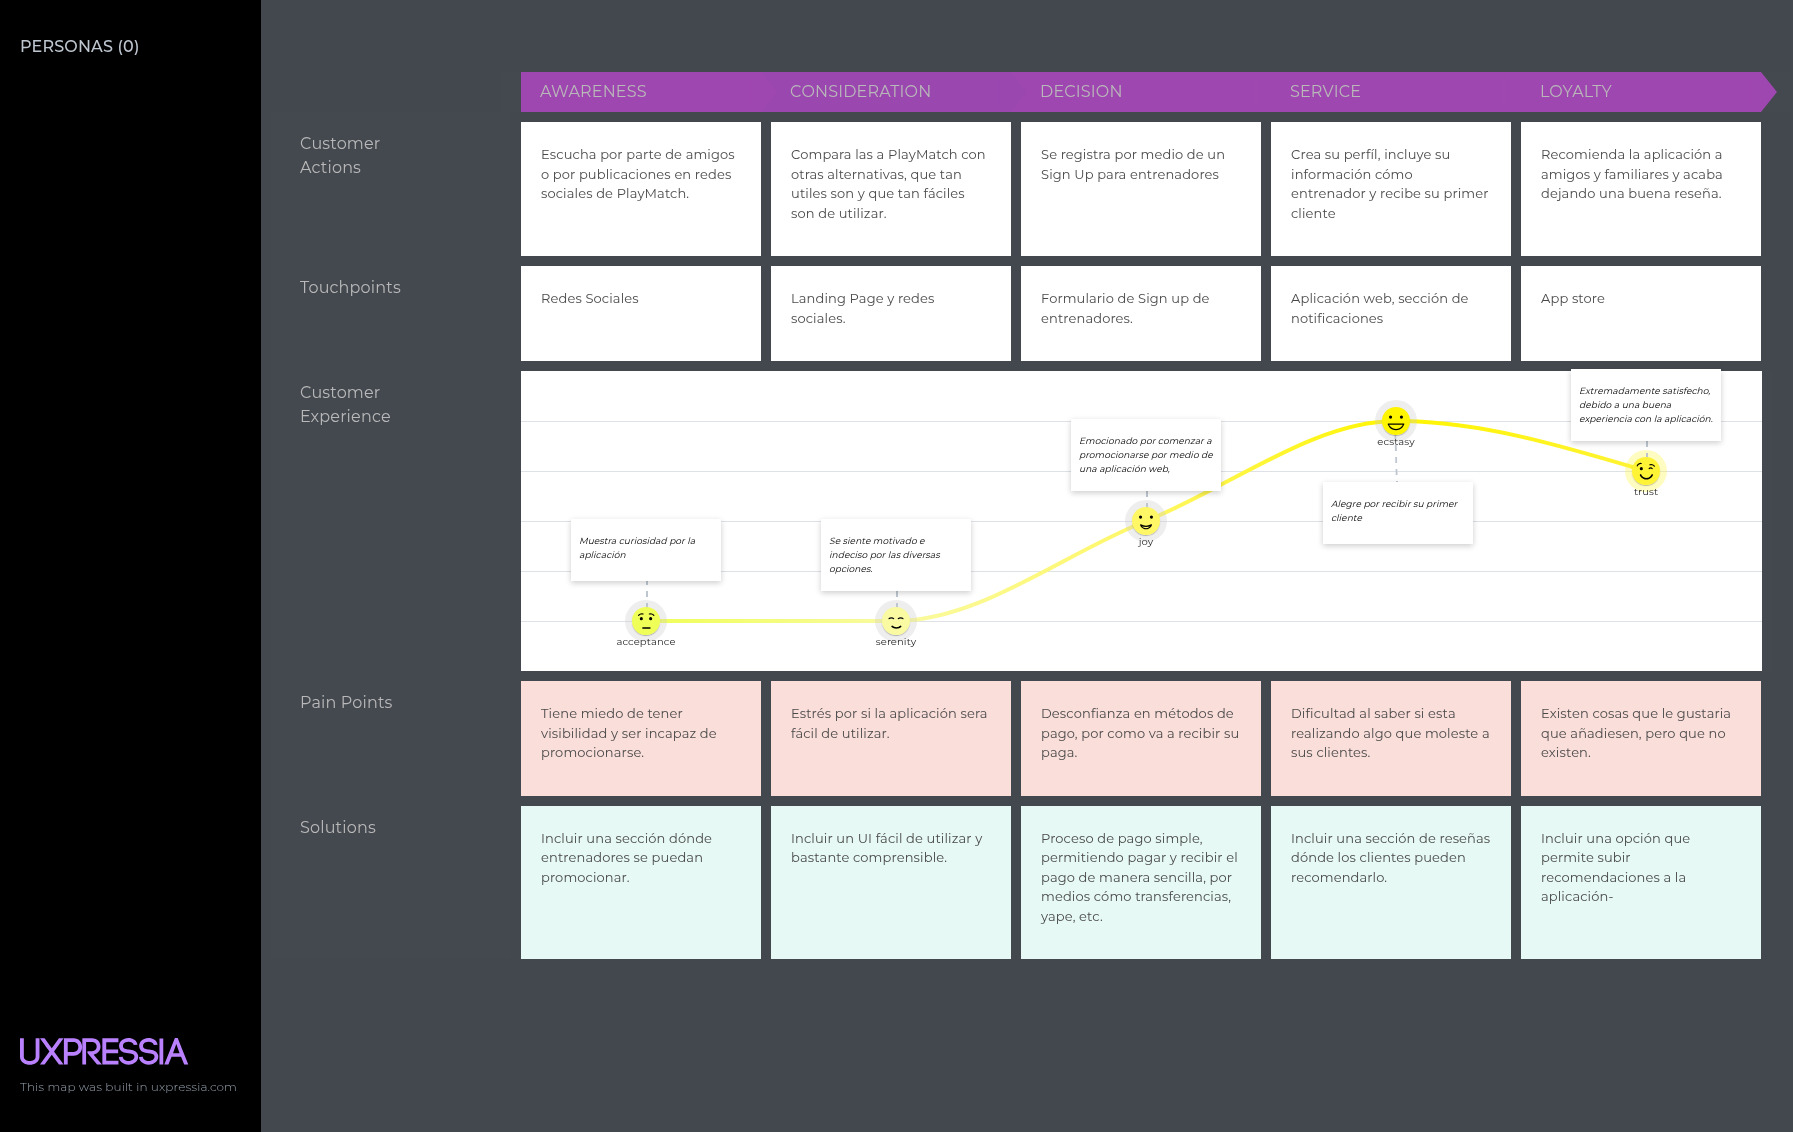 PERSONAS (0)
AWARENESS
CONSIDERATION
DECISION
SERVICE
LOYALTY
Customer
Actions
Escucha por parte de amigos
o por publicaciones en redes
sociales de PlayMatch.
Compara las a PlayMatch con
otras alternativas, que tan
utiles son y que tan fáciles
son de utilizar.
Se registra por medio de un
Sign Up para entrenadores
Crea su perfíl, incluye su
información cómo
entrenador y recibe su primer
cliente
Recomienda la aplicación a
amigos y familiares y acaba
dejando una buena reseña.
Touchpoints
Redes Sociales
Landing Page y redes
sociales.
Formulario de Sign up de
entrenadores.
Aplicación web, sección de
notificaciones
App store
Customer
Experience
Muestra curiosidad por la
aplicación
acceptance
Se siente motivado e
indeciso por las diversas
opciones.
serenity
Emocionado por comenzar a
promocionarse por medio de
una aplicación web,
joy
ecstasy
Alegre por recibir su primer
cliente
Extremadamente satisfecho,
debido a una buena
experiencia con la aplicación.
trust
Pain Points
Tiene miedo de tener
visibilidad y ser incapaz de
promocionarse.
Estrés por si la aplicación sera
fácil de utilizar.
Desconfianza en métodos de
pago, por como va a recibir su
paga.
Dificultad al saber si esta
realizando algo que moleste a
sus clientes.
Existen cosas que le gustaria
que añadiesen, pero que no
existen.
Solutions
Incluir una sección dónde
entrenadores se puedan
promocionar.
Incluir un UI fácil de utilizar y
bastante comprensible.
Proceso de pago simple,
permitiendo pagar y recibir el
pago de manera sencilla, por
medios cómo transferencias,
yape, etc.
Incluir una sección de reseñas
dónde los clientes pueden
recomendarlo.
Incluir una opción que
permite subir
recomendaciones a la
aplicación-
UXPRESSIA
This map was built in uxpressia.com